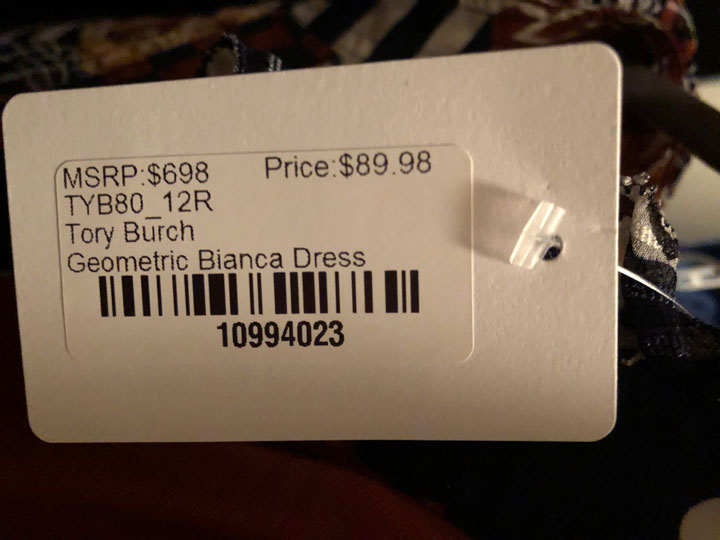 MSRP:$698 Price:$89.98
TYB80_12R
Tory Burch
Geometric Bianca Dress
10994023